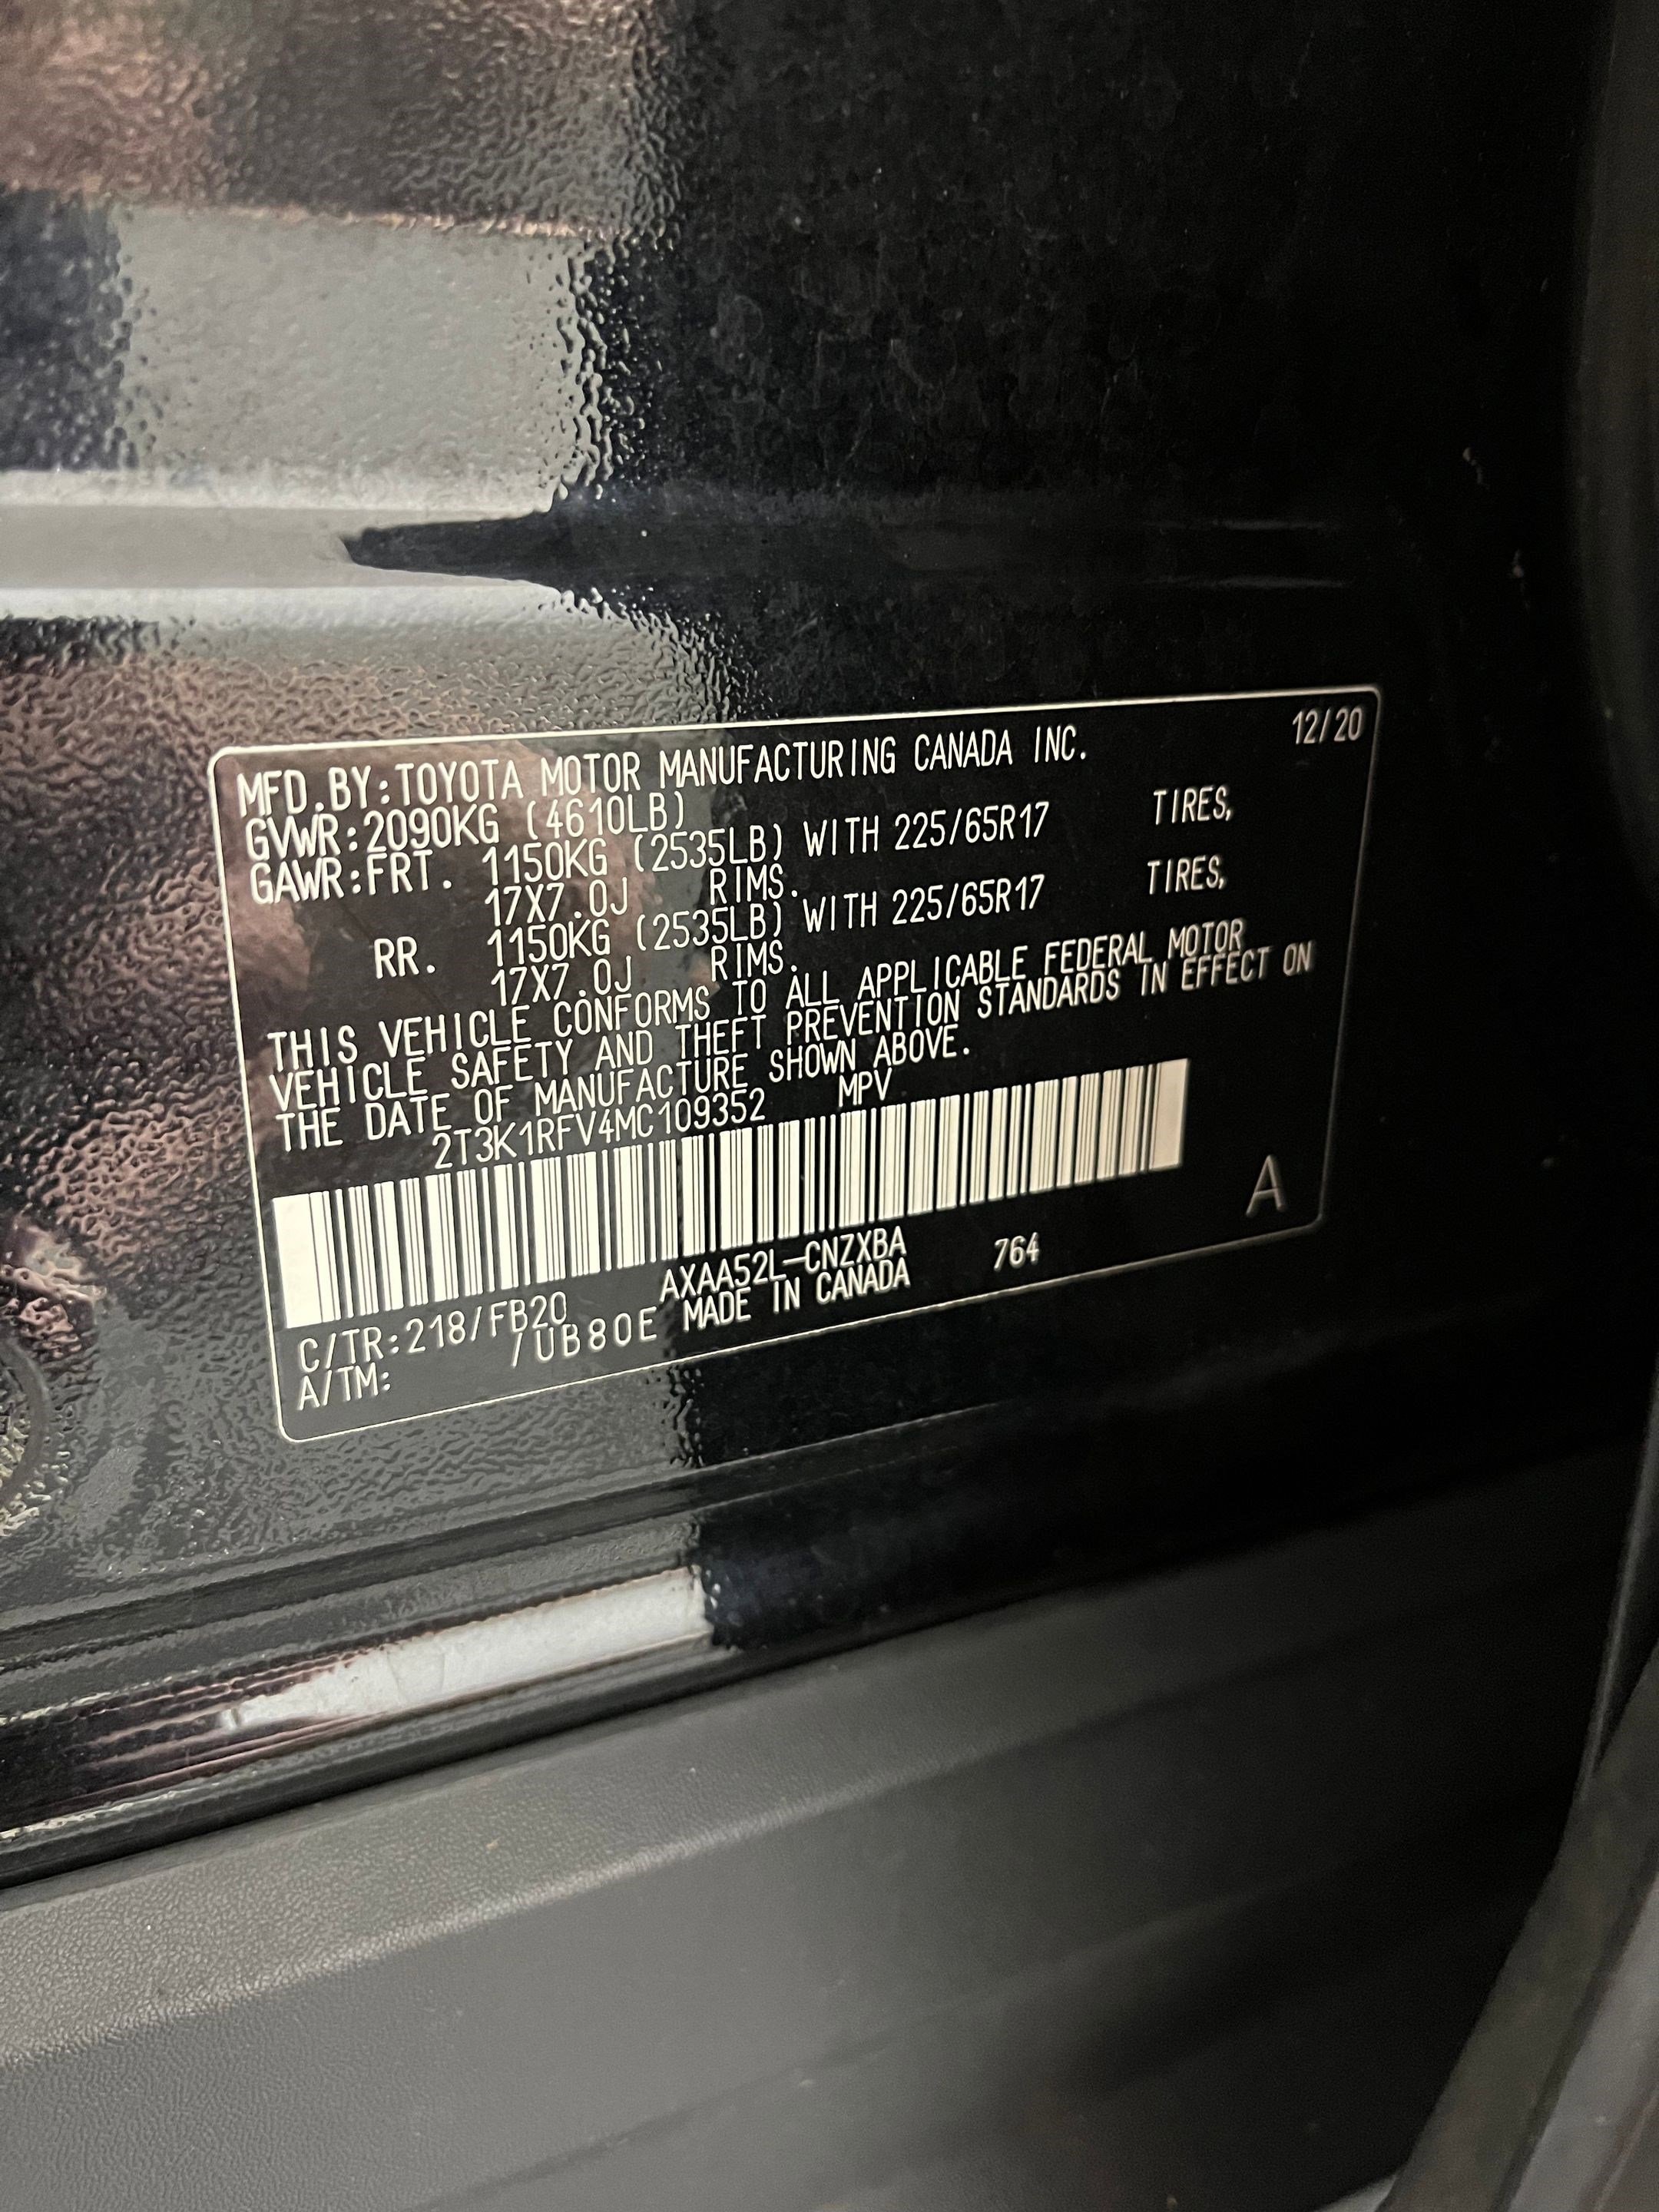 12/20
MFD.BY:TOYOTA MOTOR MANUFACTURING CANADA INC.
GVWR:2090KG (4610LB)
GAWR:FRT. 1150KG (2535LB) WITH 225/65R17 TIRES,
17X7.0J RIMS.
RR. 1150KG (2535LB) WITH 225/65R17 TIRES,
17X7.0J RIMS.
THIS VEHICLE CONFORMS TO ALL APPLICABLE FEDERAL MOTOR
VEHICLE SAFETY AND THEFT PREVENTION STANDARDS IN EFFECT ON
THE DATE OF MANUFACTURE SHOWN ABOVE.
2T3K1RFV4MC109352 MPV
A
AXAA52L-CNZXBA 764
C/TR:218/FB20 MADE IN CANADA
A/TM: /UB80E